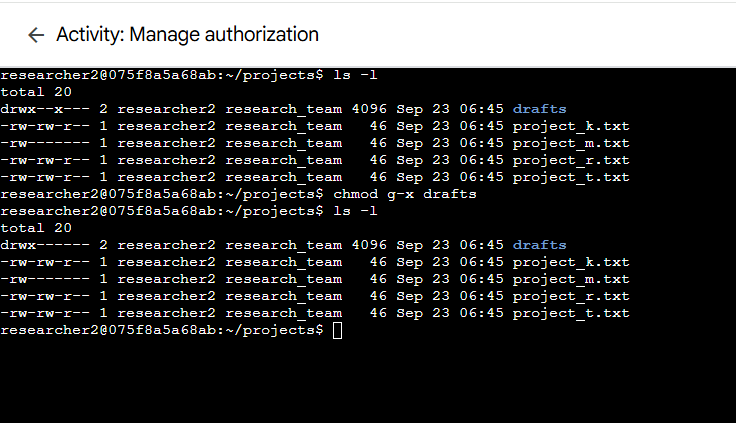 ← Activity: Manage authorization
researcher2@075f8a5a68ab:~/projects$ ls -l
total 20
drwx--x--- 2 researcher2 research_team 4096 Sep 23 06:45 drafts
-rw-rw-r-- 1 researcher2 research_team   46 Sep 23 06:45 project_k.txt
-rw------- 1 researcher2 research_team   46 Sep 23 06:45 project_m.txt
-rw-rw-r-- 1 researcher2 research_team   46 Sep 23 06:45 project_r.txt
-rw-rw-r-- 1 researcher2 research_team   46 Sep 23 06:45 project_t.txt
researcher2@075f8a5a68ab:~/projects$ chmod g-x drafts
researcher2@075f8a5a68ab:~/projects$ ls -l
total 20
drwx------ 2 researcher2 research_team 4096 Sep 23 06:45 drafts
-rw-rw-r-- 1 researcher2 research_team   46 Sep 23 06:45 project_k.txt
-rw------- 1 researcher2 research_team   46 Sep 23 06:45 project_m.txt
-rw-rw-r-- 1 researcher2 research_team   46 Sep 23 06:45 project_r.txt
-rw-rw-r-- 1 researcher2 research_team   46 Sep 23 06:45 project_t.txt
researcher2@075f8a5a68ab:~/projects$